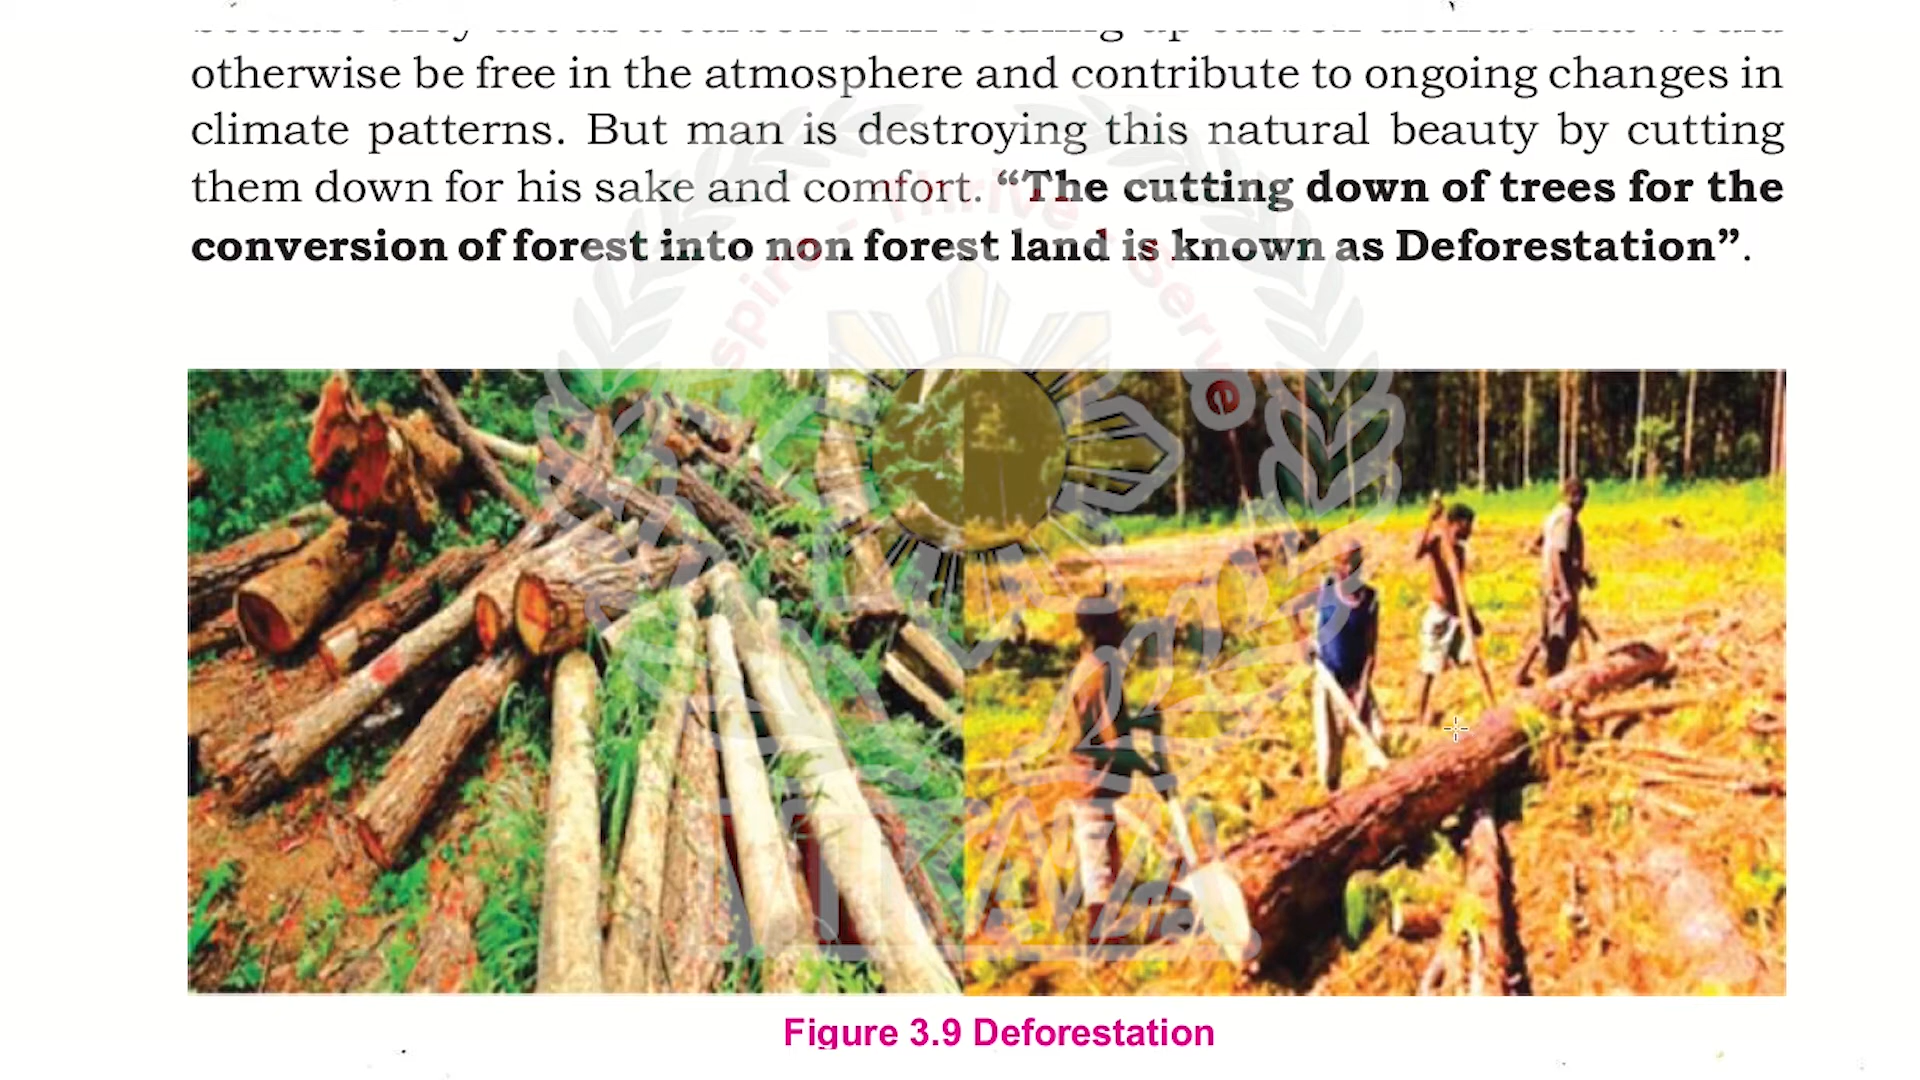 otherwise be free in the atmosphere and contribute to ongoing changes in
climate patterns. But man is destroying this natural beauty by cutting
them down for his sake and comfort. “The cutting down of trees for the
conversion of forest into non forest land is known as Deforestation”.
Thrive - Serve
Figure 3.9 Deforestation